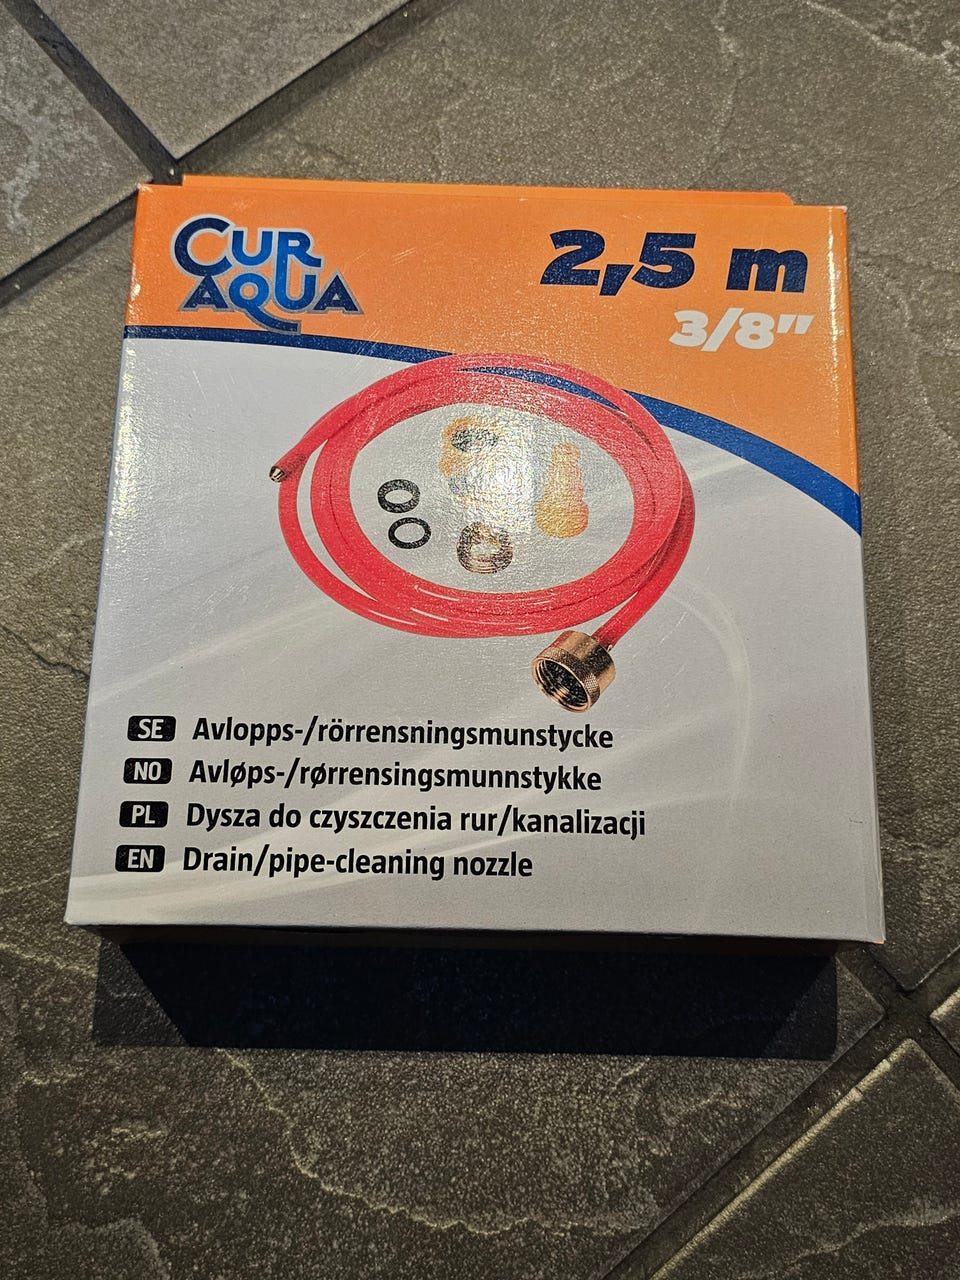 CUR
AQUA
2,5 m
3/8"
SE Avlopps-/rörrensningsmunstycke
NO Avløps-/rørrensingsmunnstykke
PL Dysza do czyszczenia rur/kanalizacji
EN Drain/pipe-cleaning nozzle